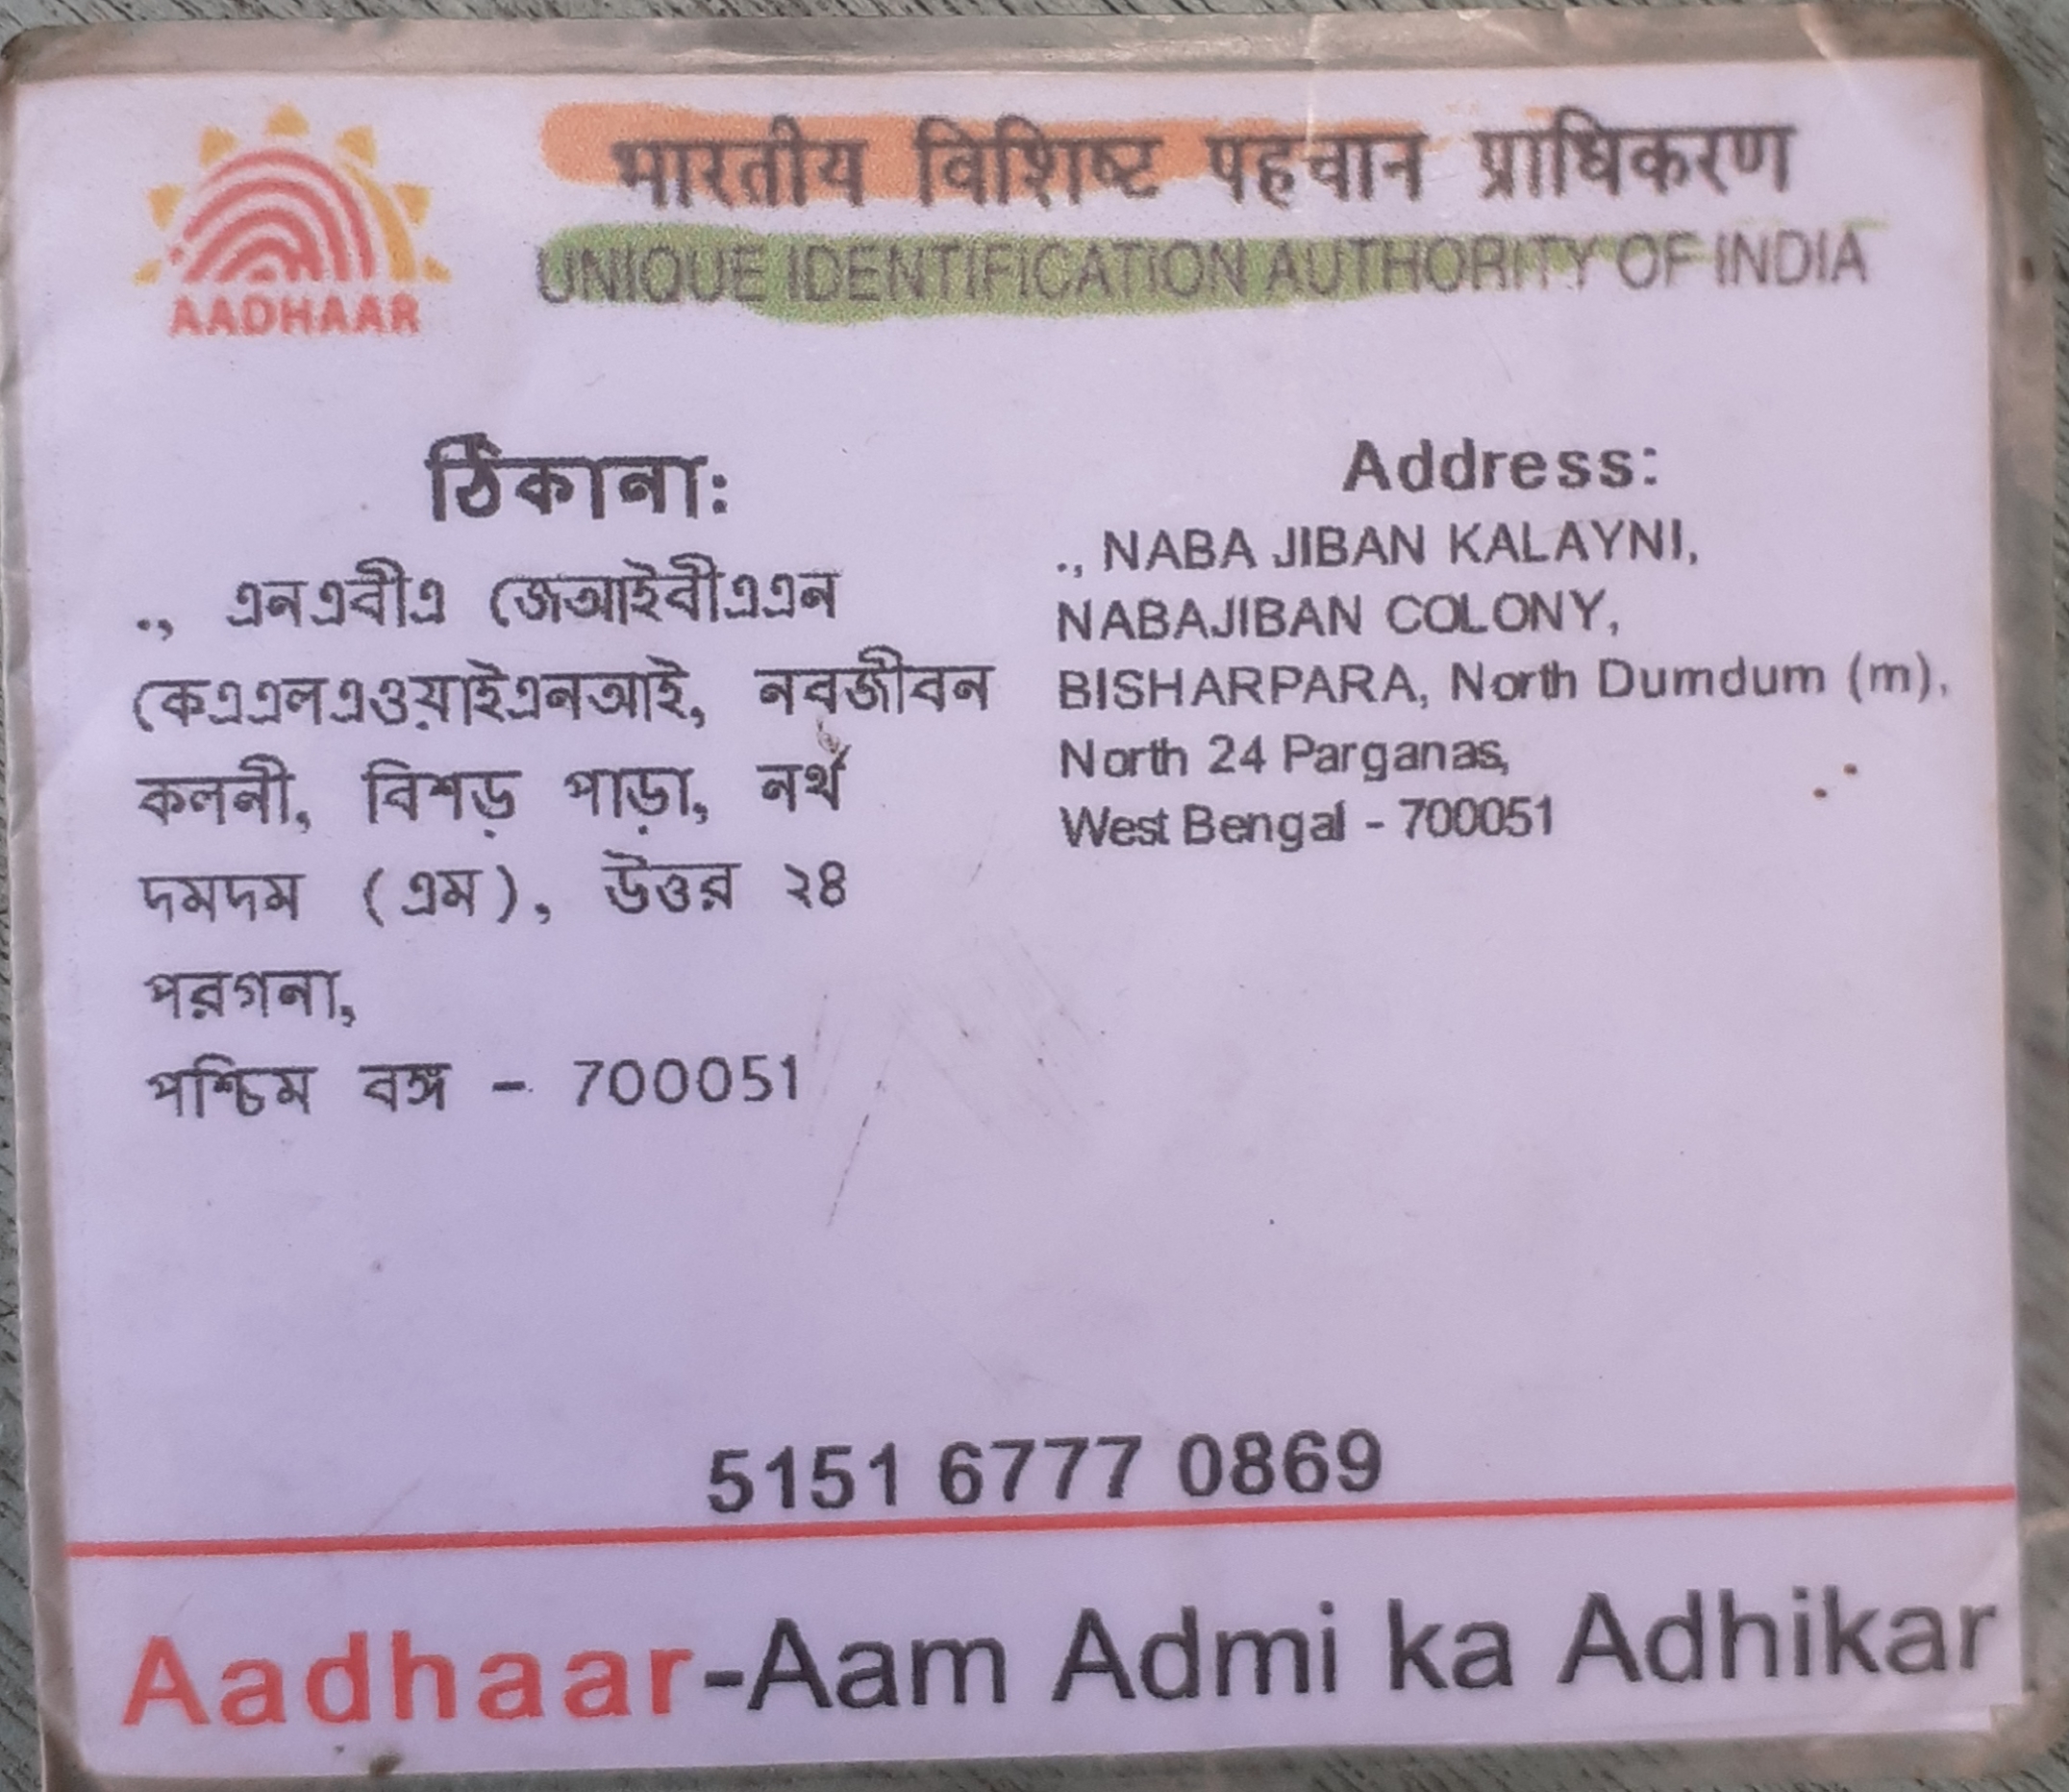 AADHAAR
भारतीय विशिष्ट पहचान प्राधिकरण
UNIQUE IDENTIFICATION AUTHORITY OF INDIA
ঠিকানা:
., এনএবীএ জেআইবীএএন
কেএএলএওয়াইএনআই, নবজীবন
কলনী, বিশড় পাড়া, নর্থ
দমদম (এম), উত্তর ২৪
পরগনা,
পশ্চিম বঙ্গ - 700051
Address:
., NABA JIBAN KALAYNI,
NABAJIBAN COLONY,
BISHARPARA, North Dumdum (m),
North 24 Parganas,
West Bengal - 700051
5151 6777 0869
Aadhaar-Aam Admi ka Adhikar